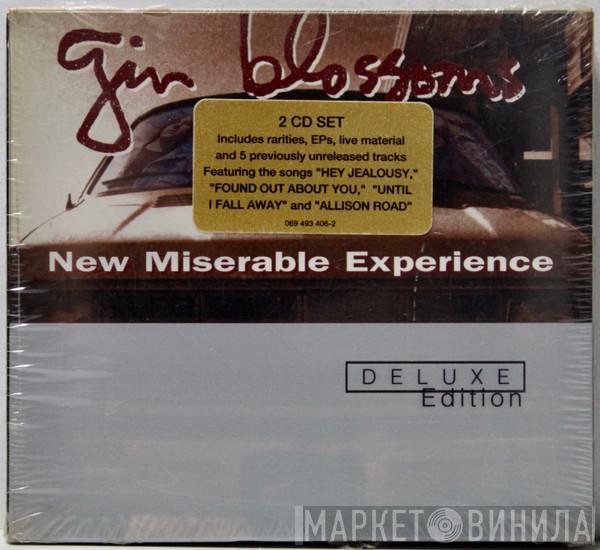 gin blossoms
2 CD SET
Includes rarities, EPs, live material
and 5 previously unreleased tracks
Featuring the songs "HEY JEALOUSY,"
"FOUND OUT ABOUT YOU," "UNTIL
I FALL AWAY" and "ALLISON ROAD"
069 493 406-2
New Miserable Experience
DELUXE
Edition
МАРКЕТ ВИНИЛА